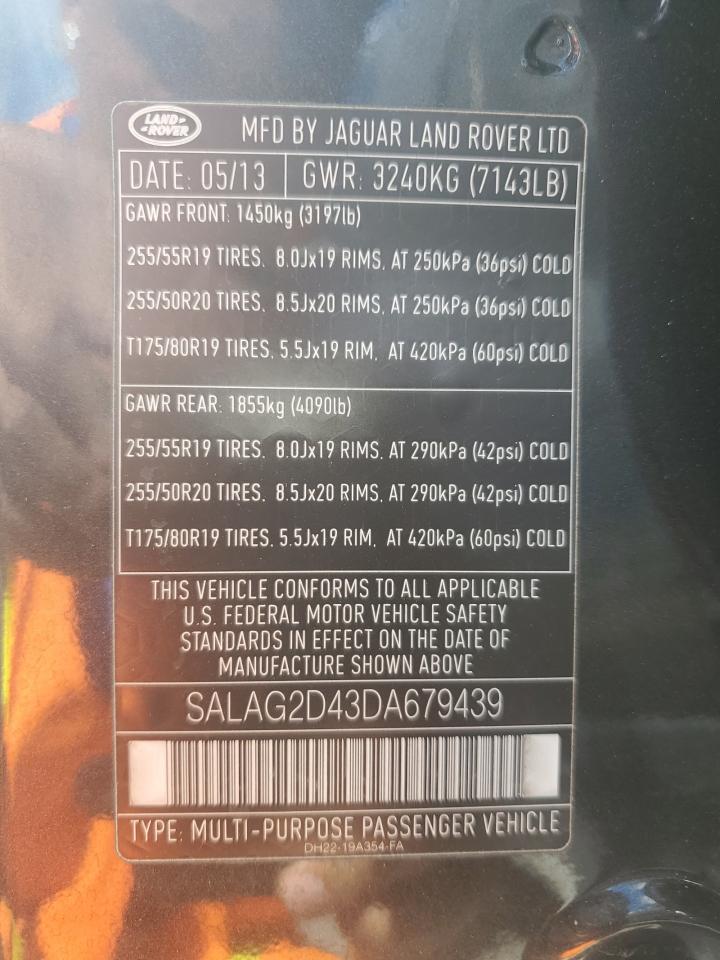 LAND ROVER MFD BY JAGUAR LAND ROVER LTD
DATE: 05/13 GWR: 3240KG (7143LB)
GAWR FRONT: 1450kg (3197lb)
255/55R19 TIRES, 8.0Jx19 RIMS, AT 250kPa (36psi) COLD
255/50R20 TIRES, 8.5Jx20 RIMS, AT 250kPa (36psi) COLD
T175/80R19 TIRES, 5.5Jx19 RIM, AT 420kPa (60psi) COLD
GAWR REAR: 1855kg (4090lb)
255/55R19 TIRES, 8.0Jx19 RIMS, AT 290kPa (42psi) COLD
255/50R20 TIRES, 8.5Jx20 RIMS, AT 290kPa (42psi) COLD
T175/80R19 TIRES, 5.5Jx19 RIM, AT 420kPa (60psi) COLD
THIS VEHICLE CONFORMS TO ALL APPLICABLE
U.S. FEDERAL MOTOR VEHICLE SAFETY
STANDARDS IN EFFECT ON THE DATE OF
MANUFACTURE SHOWN ABOVE
SALAG2D43DA679439
TYPE: MULTI-PURPOSE PASSENGER VEHICLE
DH22-19A354-FA